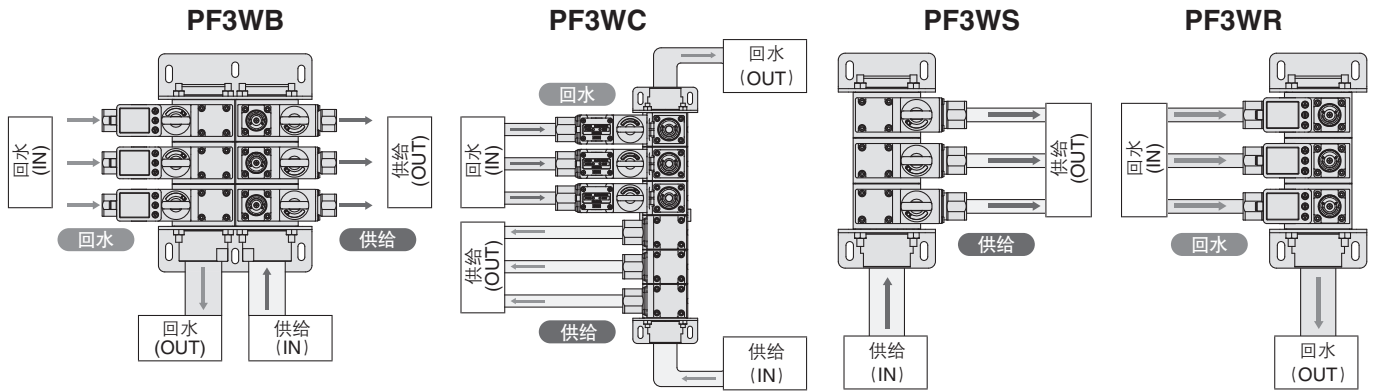 PF3WB
回水
(IN)
供给
(OUT)
回水
供给
回水
(OUT)
供给
(IN)
PF3WC
回水
(OUT)
回水
回水
(IN)
供给
(OUT)
供给
供给
(IN)
PF3WS
供给
(OUT)
供给
供给
(IN)
PF3WR
回水
(IN)
回水
回水
(OUT)